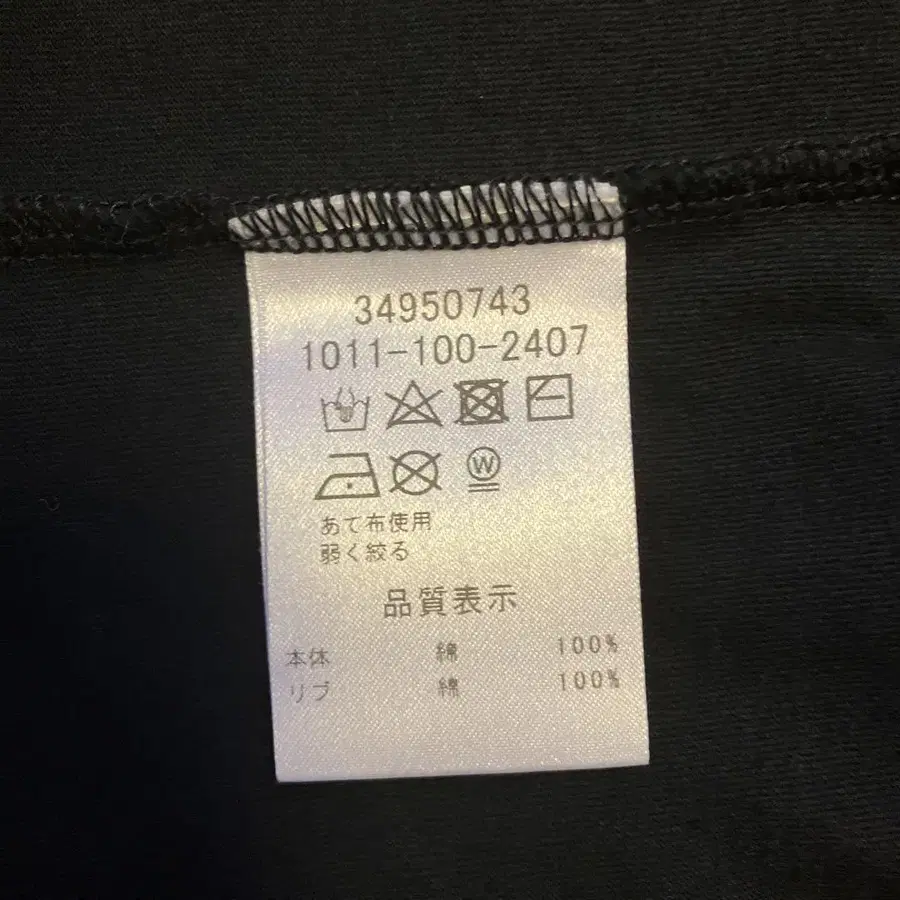 34950743
1011-100-2407
W
あて布使用
弱く絞る
品質表示
本体 綿 100%
リブ 綿 100%